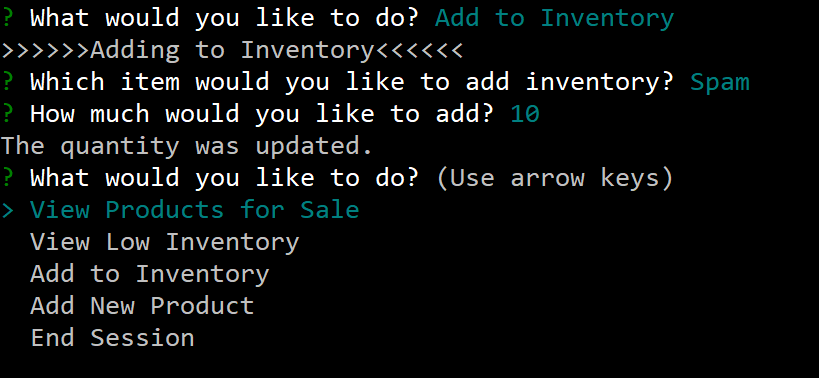 ? What would you like to do? Add to Inventory
>>>>>>Adding to Inventory<<<<<<
? Which item would you like to add inventory? Spam
? How much would you like to add? 10
The quantity was updated.
? What would you like to do? (Use arrow keys)
> View Products for Sale
  View Low Inventory
  Add to Inventory
  Add New Product
  End Session